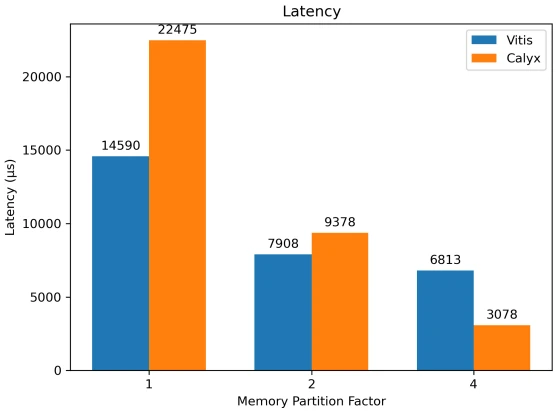 Latency
22475
Vitis
Calyx
20000
15000
14590
10000
9378
7908
6813
5000
3078
0
1
2
4
Latency (μs)
Memory Partition Factor